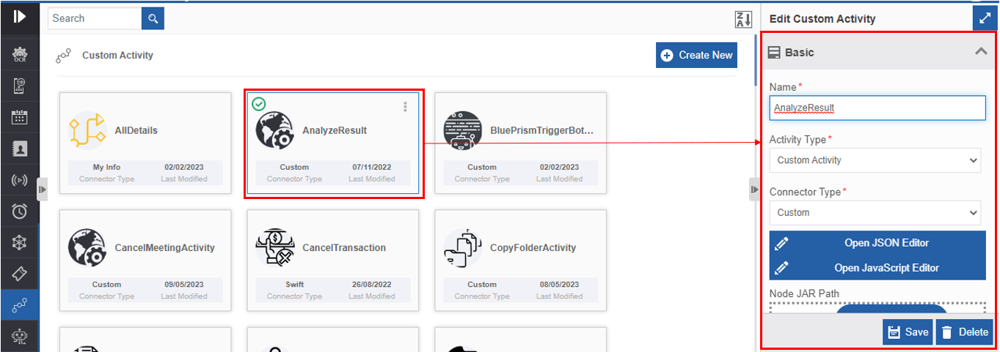 Search
Z
A
Custom Activity
Create New
OCR
AllDetails
My Info 02/02/2023
Connector Type Last Modified
AnalyzeResult
Custom 07/11/2022
Connector Type Last Modified
BluePrismTriggerBot...
Custom 02/02/2023
Connector Type Last Modified
CancelMeetingActivity
Custom 09/05/2023
Connector Type Last Modified
CancelTransaction
Swift 26/08/2022
Connector Type Last Modified
CopyFolderActivity
Custom 08/05/2023
Connector Type Last Modified
Edit Custom Activity
Basic
Name*
AnalyzeResult
Activity Type*
Custom Activity
Connector Type*
Custom
Open JSON Editor
Open JavaScript Editor
Node JAR Path
Save Delete